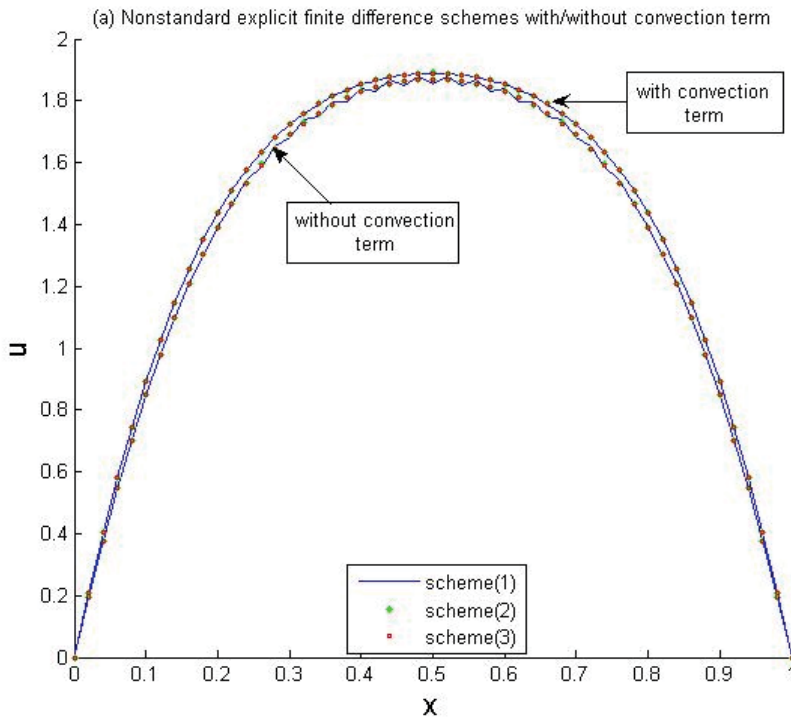 (a) Nonstandard explicit finite difference schemes with/without convection term
2
1.8
1.6
1.4
1.2
1
0.8
0.6
0.4
0.2
0
u
with convection
term
without convection
term
scheme(1)
scheme(2)
scheme(3)
0 0.1 0.2 0.3 0.4 0.5 0.6 0.7 0.8 0.9 1
x